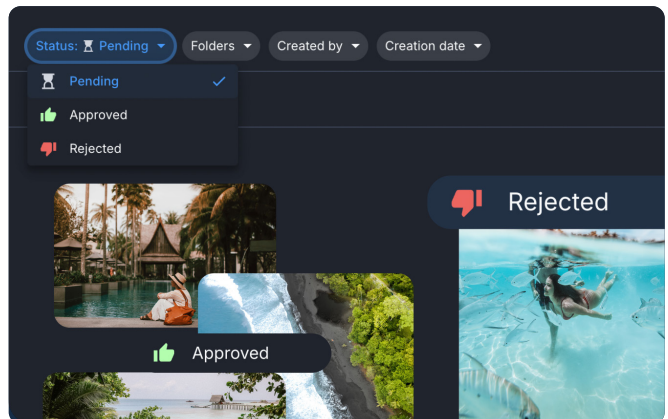 Status: Pending
Folders
Created by
Creation date
Pending
Approved
Rejected
Rejected
Approved